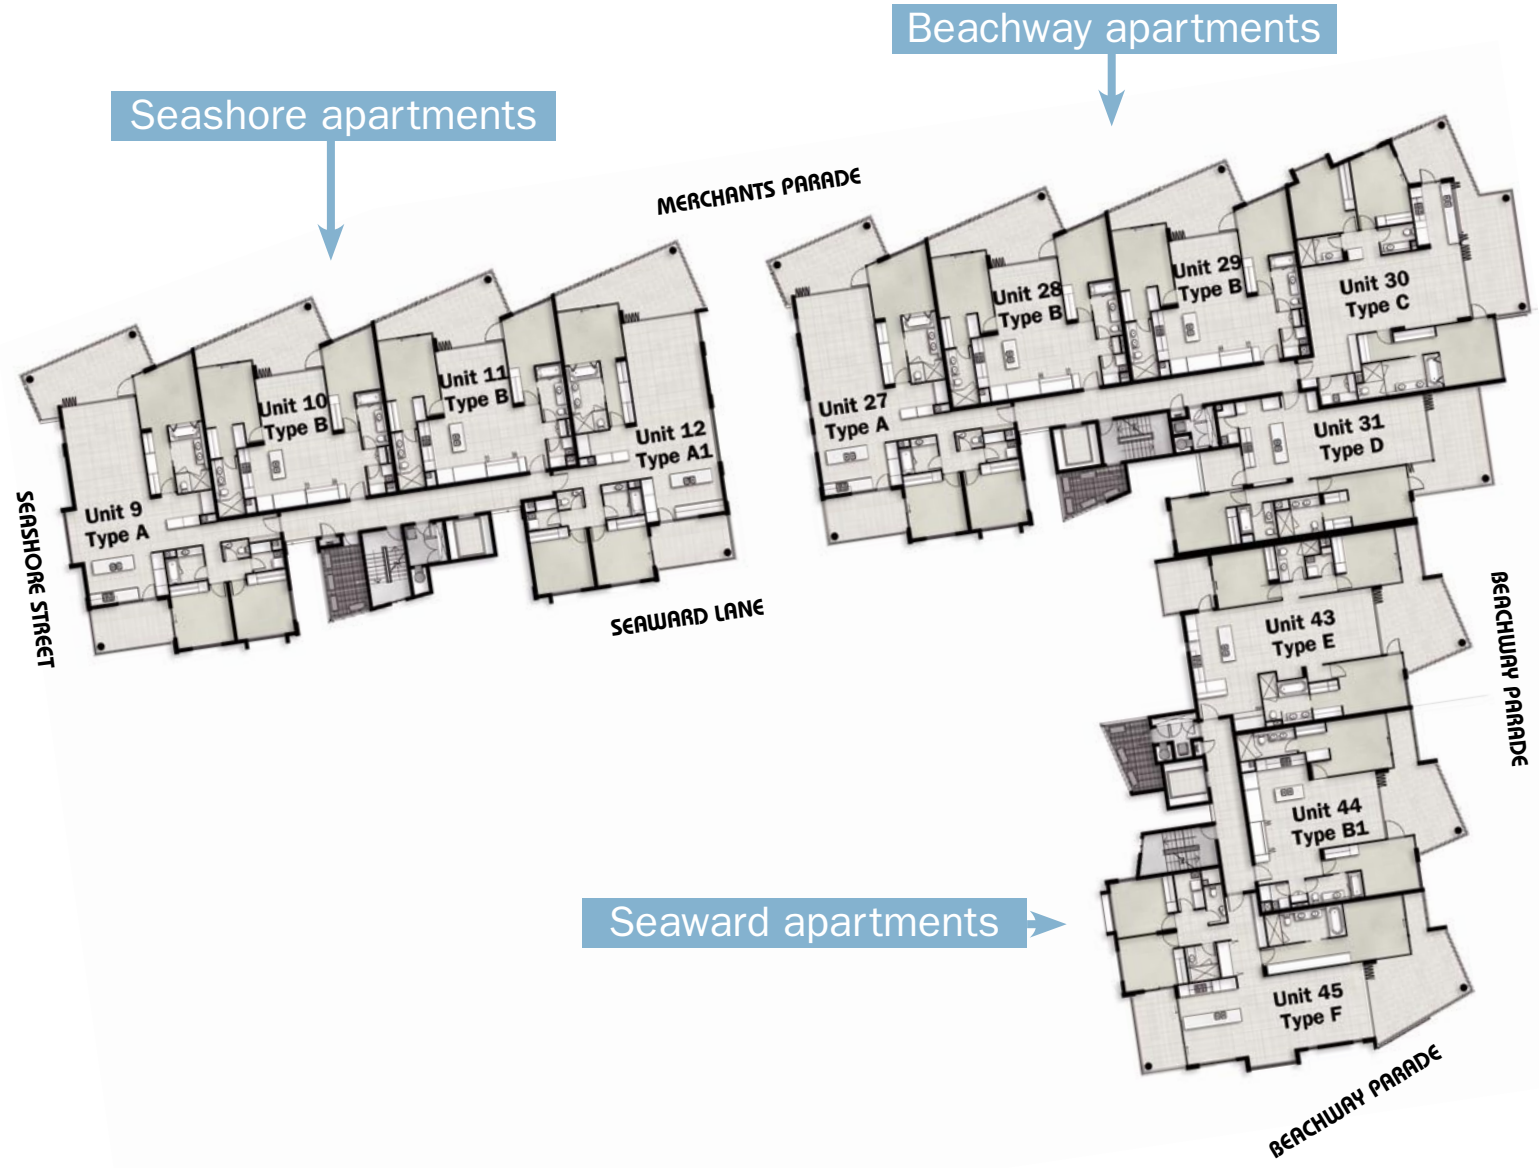 Beachway apartments
Seashore apartments
MERCHANTS PARADE
Unit 9
Type A
Unit 10
Type B
Unit 11
Type B
Unit 12
Type A1
SEASHORE STREET
SEAWARD LANE
Unit 27
Type A
Unit 28
Type B
Unit 29
Type B
Unit 30
Type C
Unit 31
Type D
Unit 43
Type E
BEACHWAY PARADE
Unit 44
Type B1
Seaward apartments
Unit 45
Type F
BEACHWAY PARADE